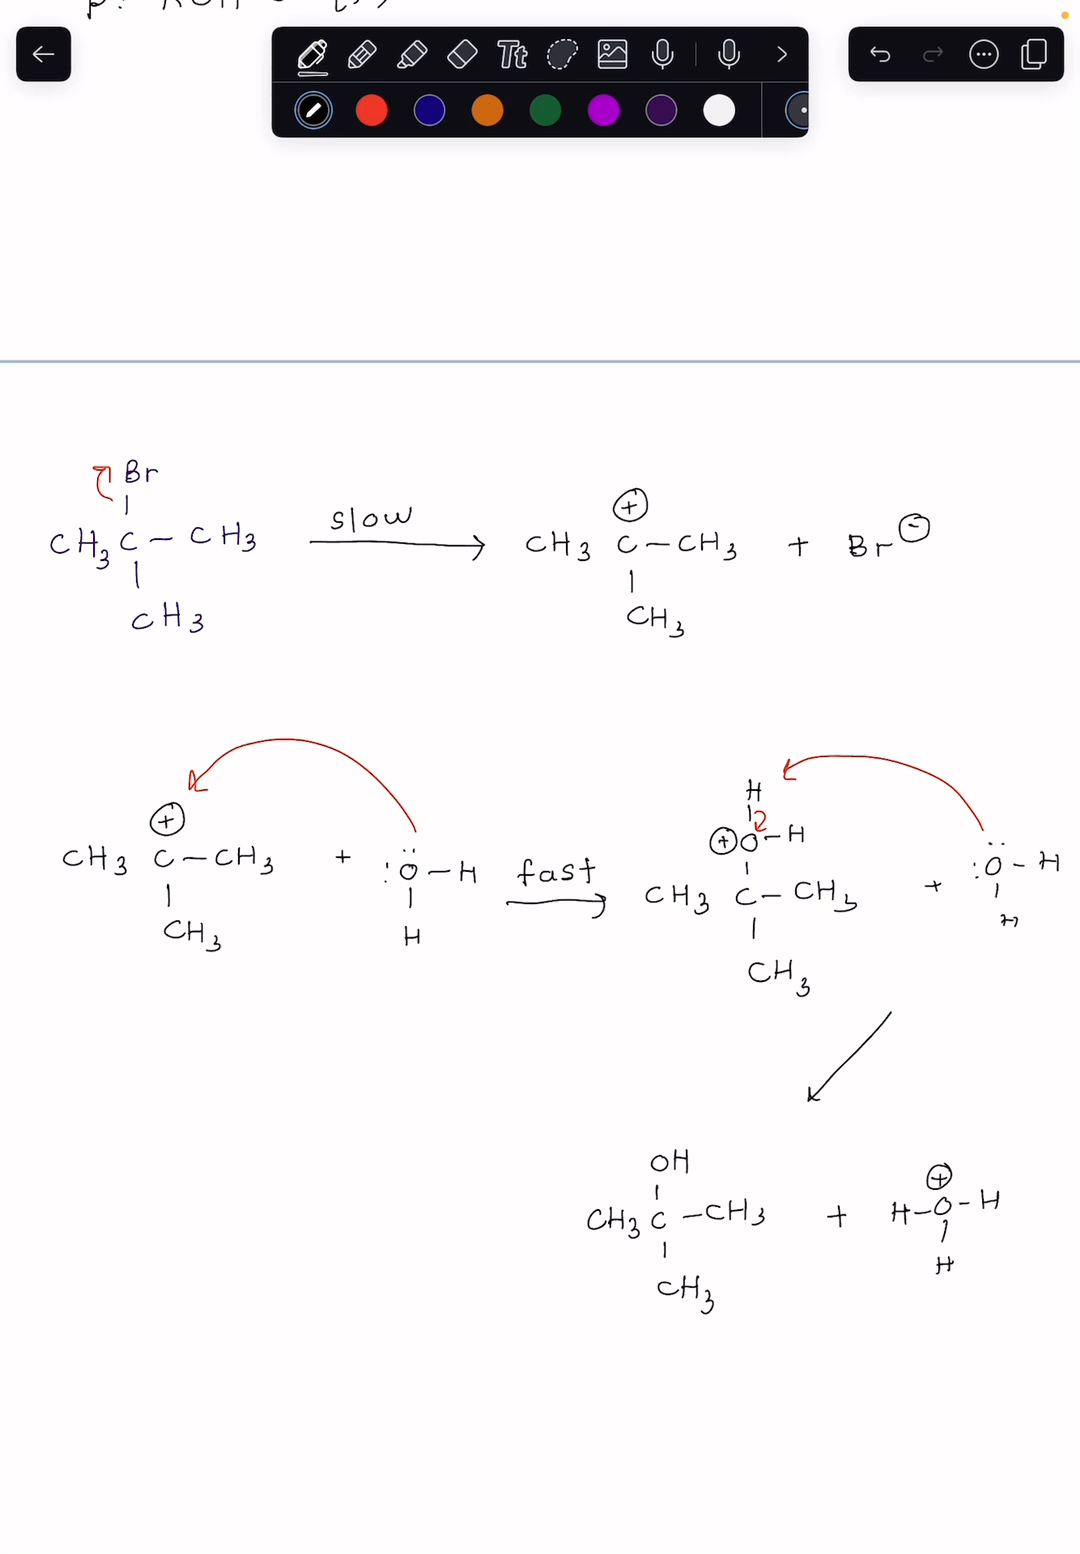 Tt
Br
CH3 C - CH3 slow → CH3 C - CH3 + Br⊖
⊕
CH3 CH3
⊕
CH3 C - CH3 + :Ö - H fast →
CH3 H
H
⊕ O - H
CH3 C - CH3 + :Ö - H
CH3 H
OH ⊕
CH3 C - CH3 + H - O - H
CH3 H